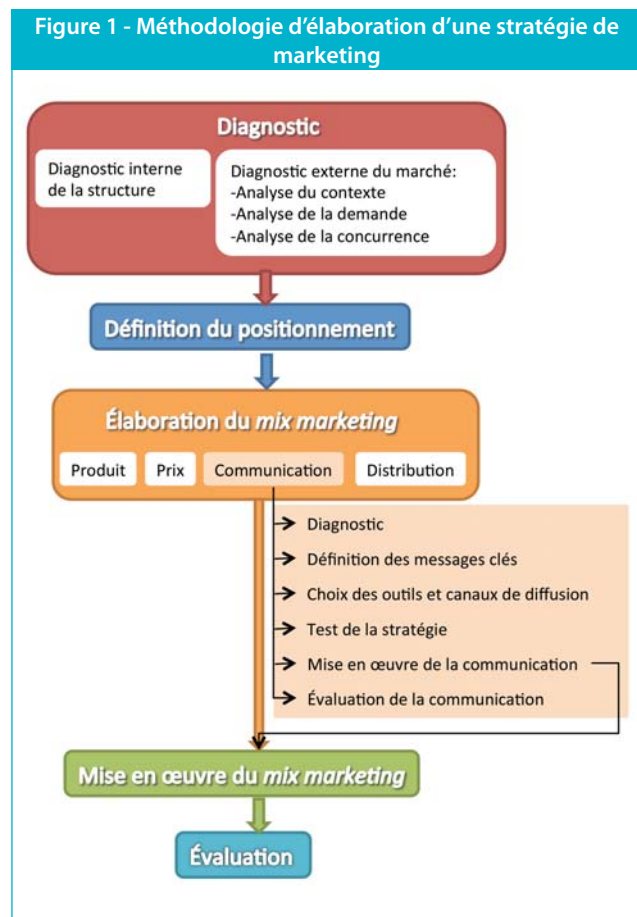 Figure 1 - Méthodologie d'élaboration d'une stratégie de
marketing
Diagnostic
Diagnostic interne
de la structure
Diagnostic externe du marché:
-Analyse du contexte
-Analyse de la demande
-Analyse de la concurrence
Définition du positionnement
Élaboration du mix marketing
Produit
Prix
Communication
Distribution
Diagnostic
Définition des messages clés
Choix des outils et canaux de diffusion
Test de la stratégie
Mise en œuvre de la communication
Évaluation de la communication
Mise en œuvre du mix marketing
Évaluation